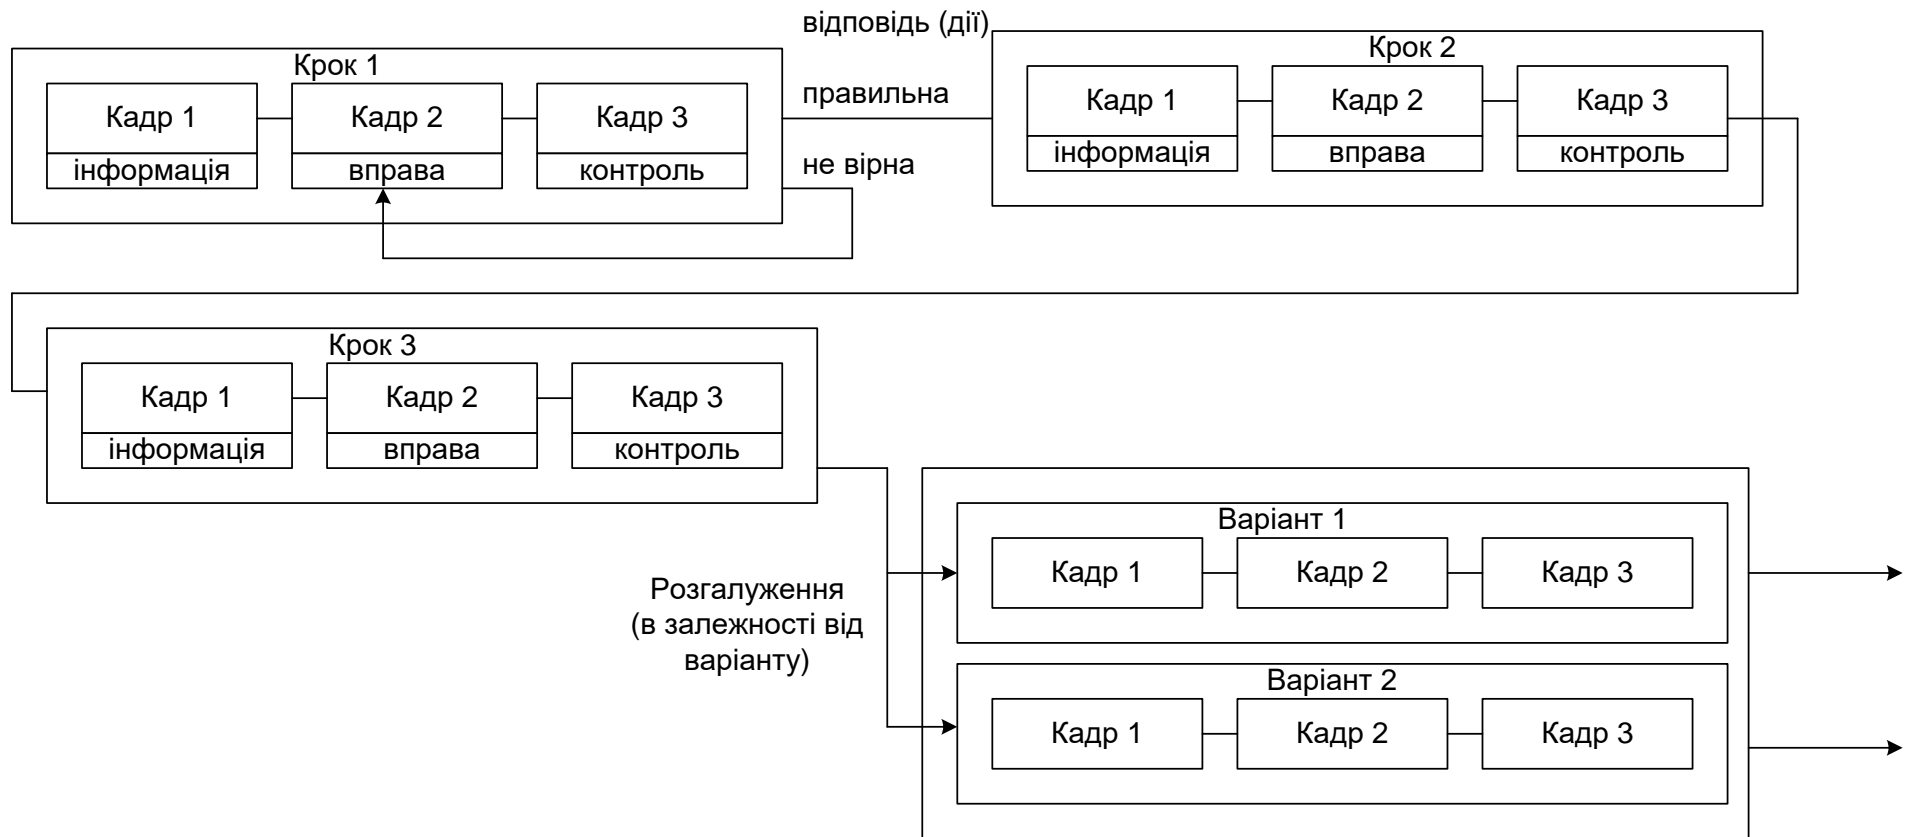 відповідь (дії)
Крок 1
Кадр 1
Кадр 2
Кадр 3
інформація
вправа
контроль
правильна
не вірна
Крок 2
Кадр 1
Кадр 2
Кадр 3
інформація
вправа
контроль
Крок 3
Кадр 1
Кадр 2
Кадр 3
інформація
вправа
контроль
Розгалуження
(в залежності від
варіанту)
Варіант 1
Кадр 1
Кадр 2
Кадр 3
Варіант 2
Кадр 1
Кадр 2
Кадр 3